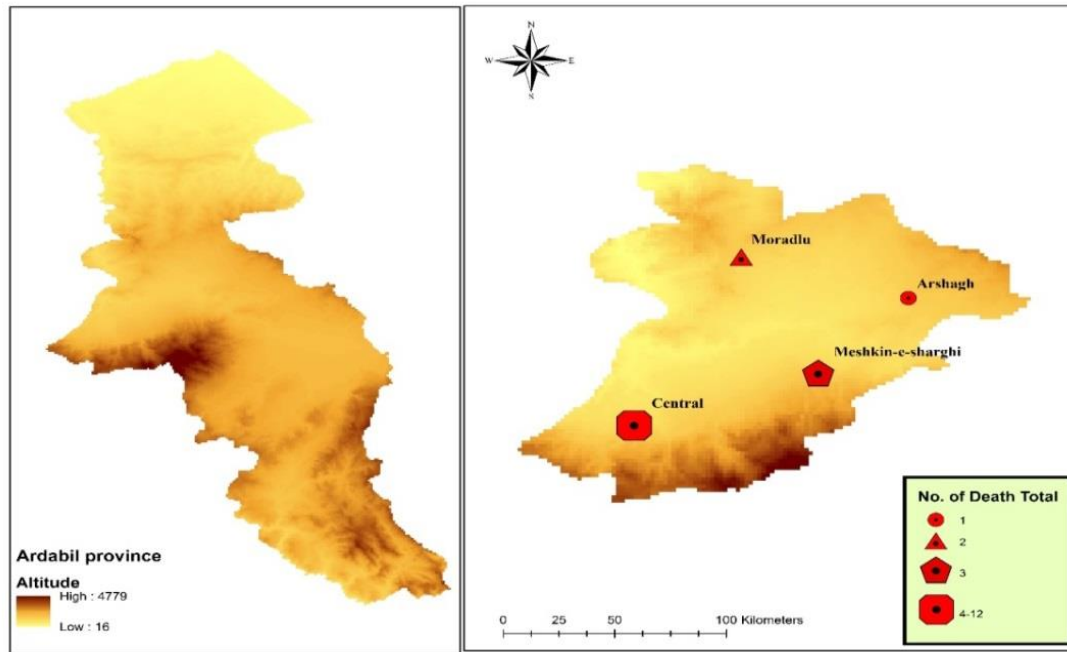 Ardabil province
Altitude
High : 4779
Low : 16
N
W E
Moradlu
Arshagh
Meshkin-e-sharghi
Central
No. of Death Total
1
2
3
4-12
0 25 50 100 Kilometers